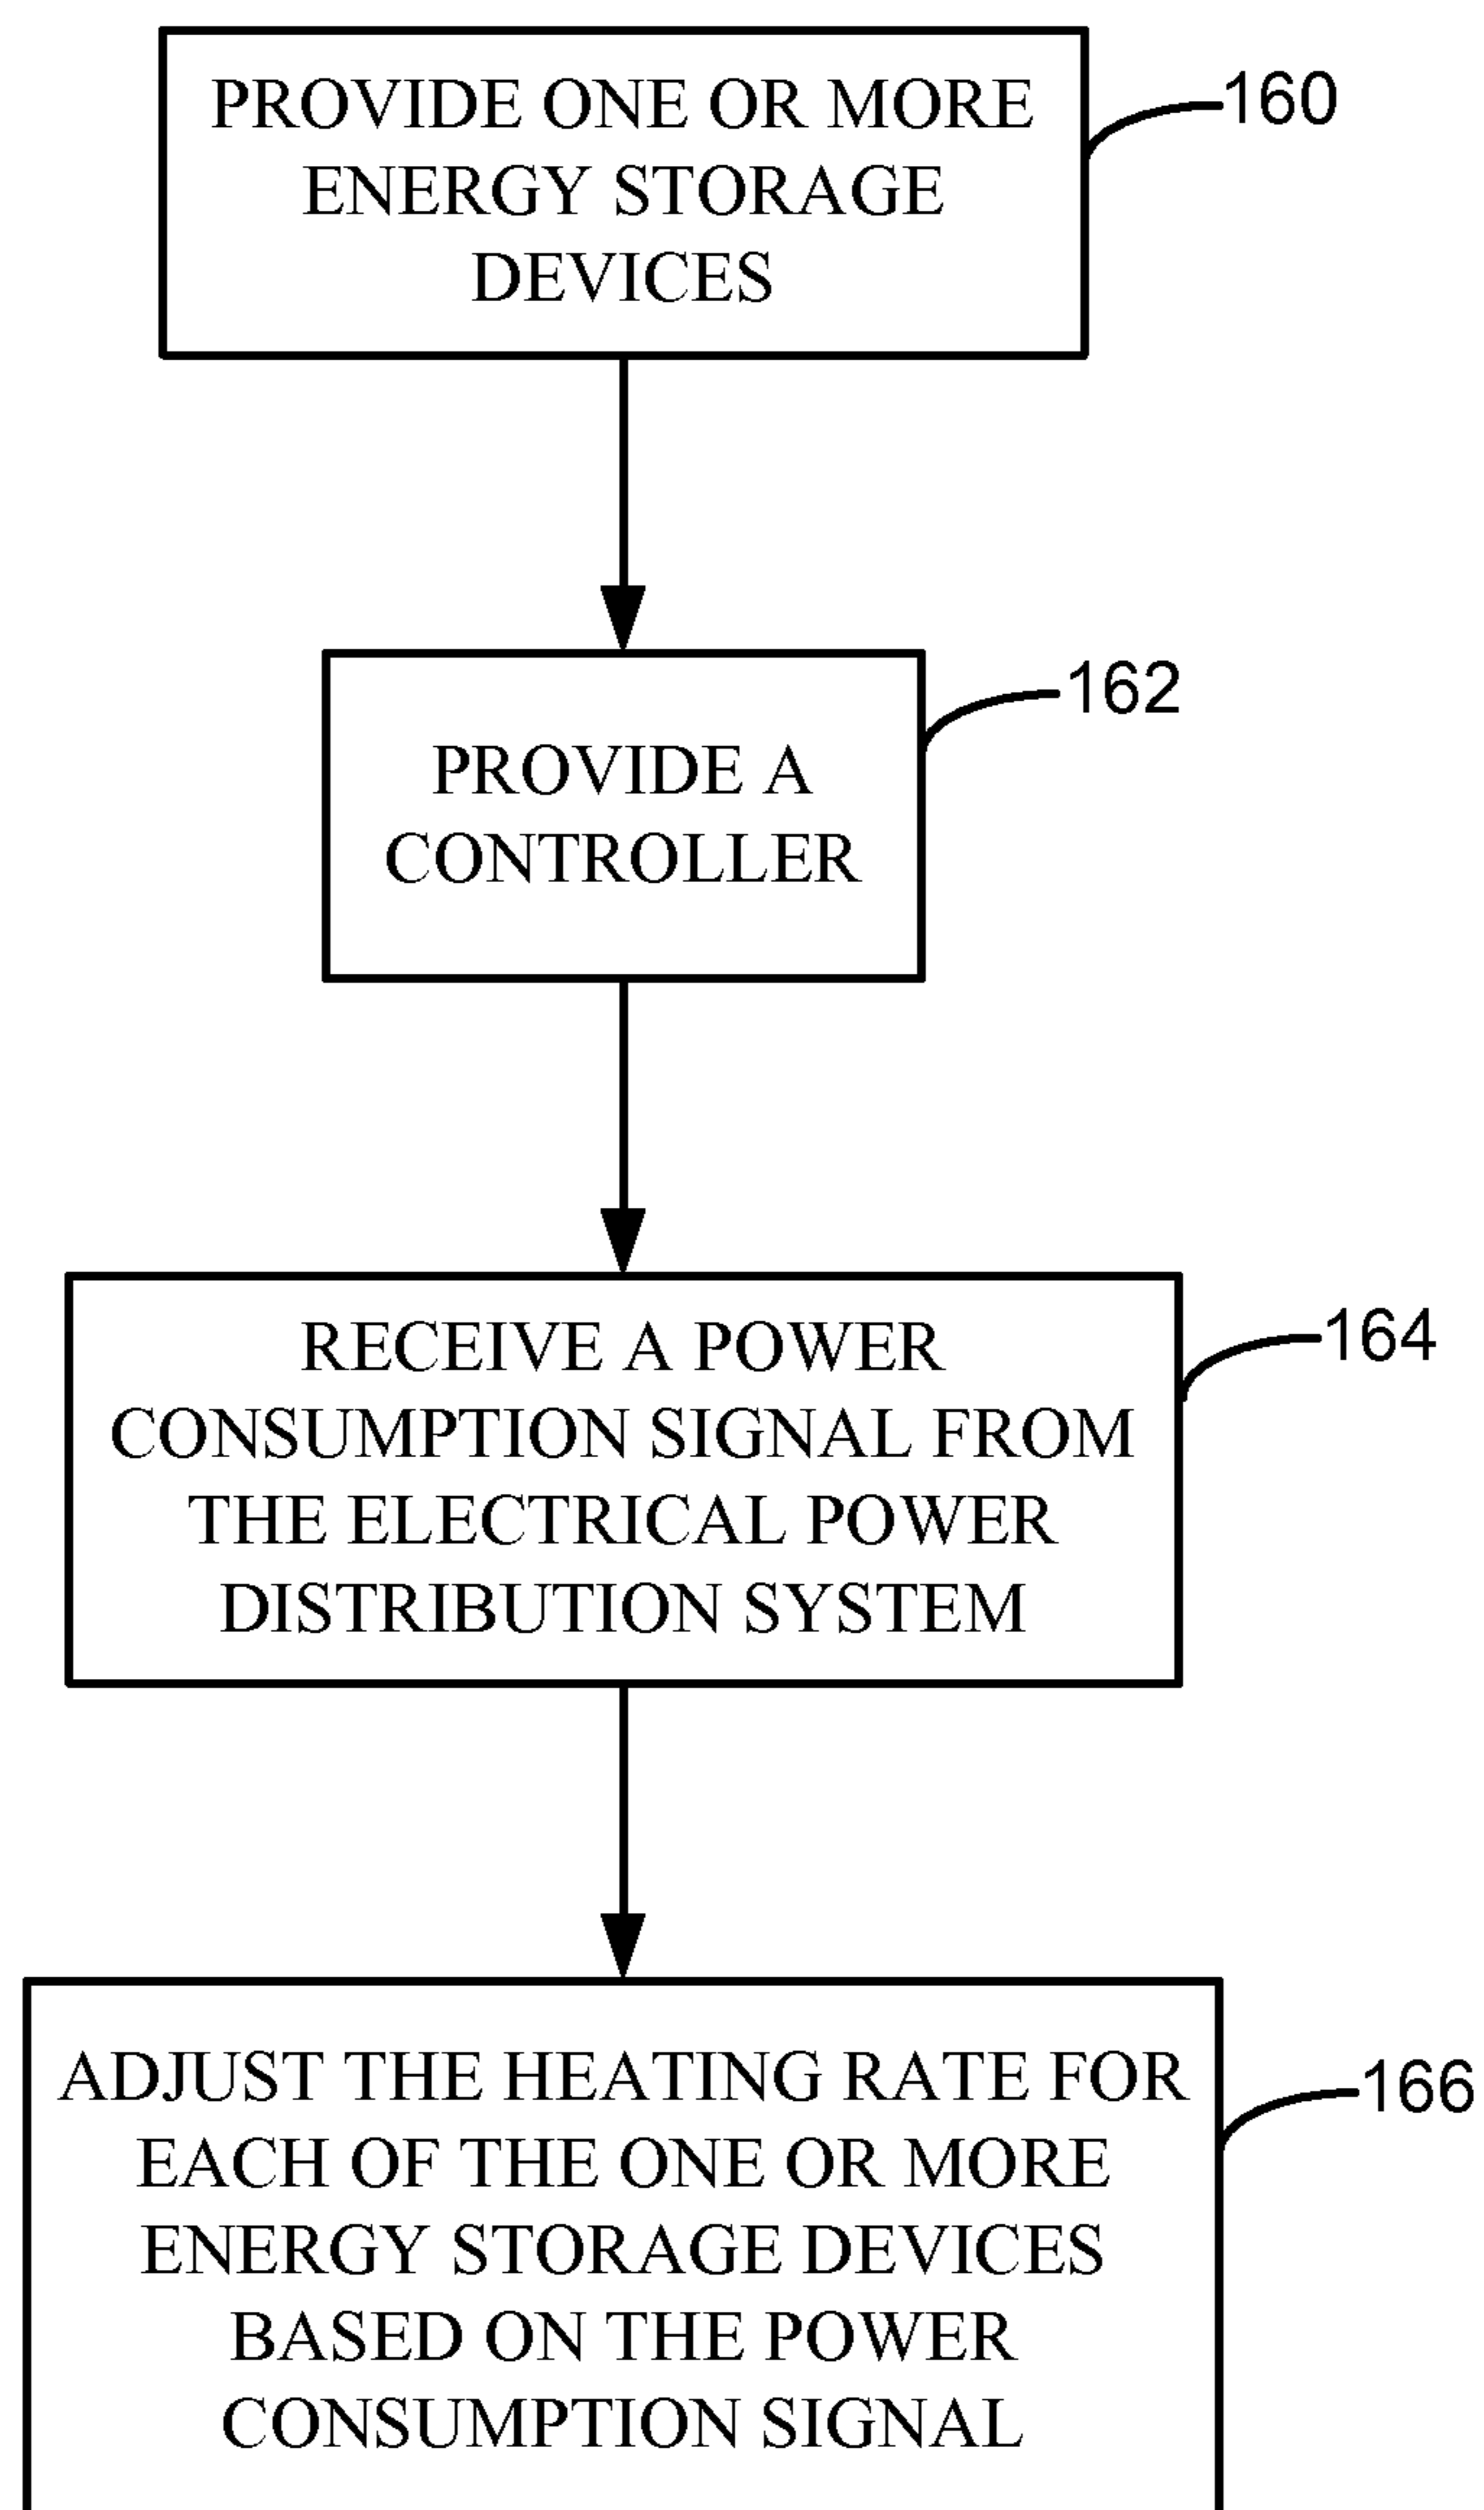 PROVIDE ONE OR MORE
ENERGY STORAGE
DEVICES
160
PROVIDE A
CONTROLLER
162
RECEIVE A POWER
CONSUMPTION SIGNAL FROM
THE ELECTRICAL POWER
DISTRIBUTION SYSTEM
164
ADJUST THE HEATING RATE FOR
EACH OF THE ONE OR MORE
ENERGY STORAGE DEVICES
BASED ON THE POWER
CONSUMPTION SIGNAL
166